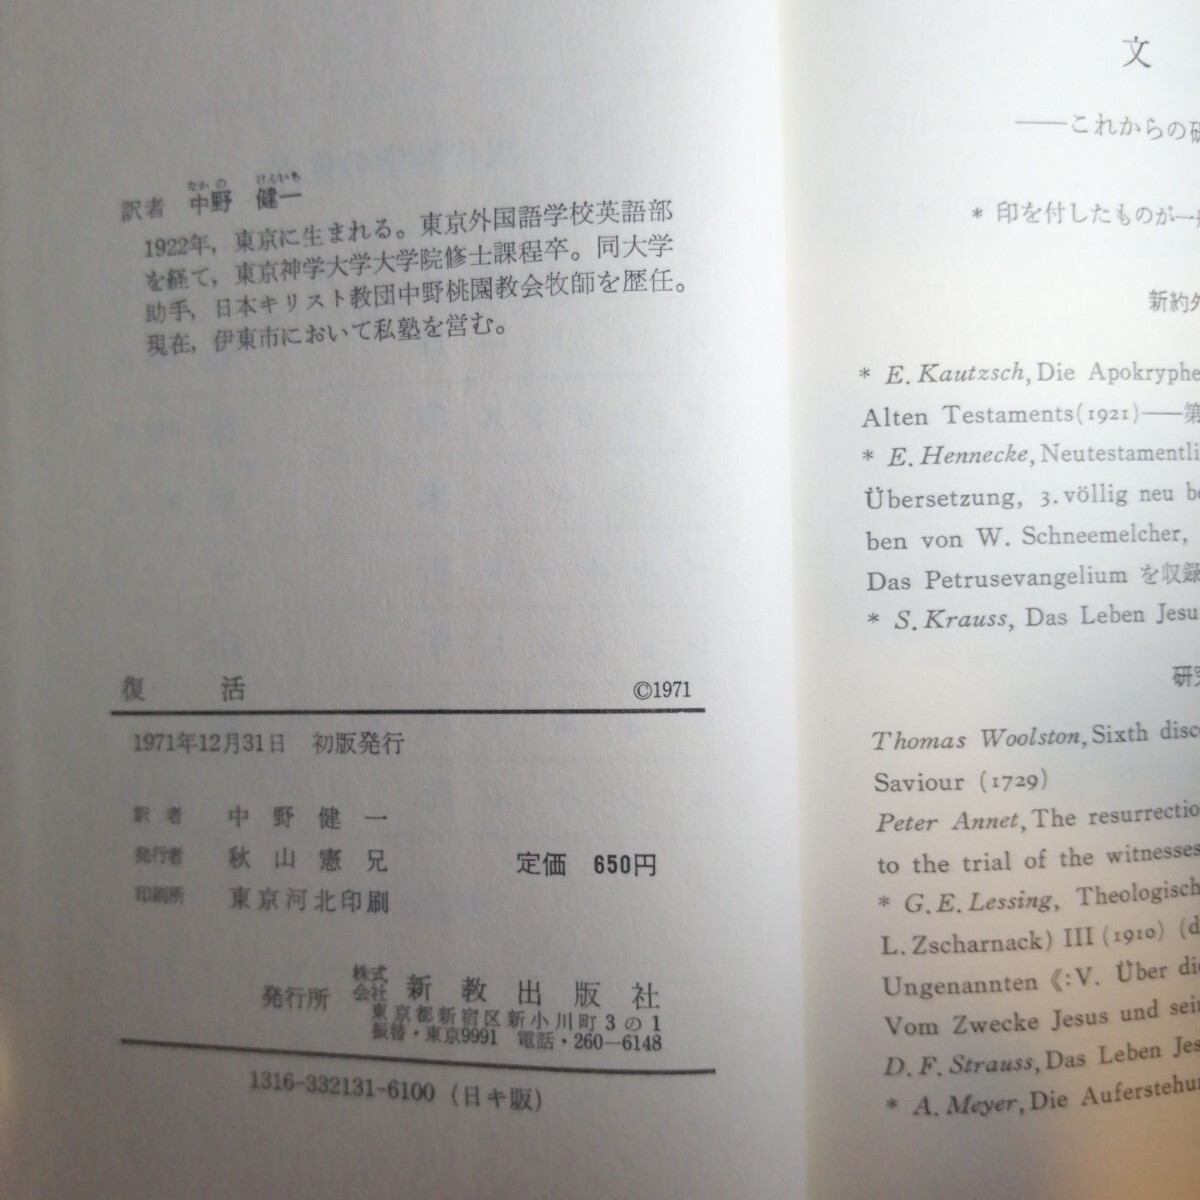 なかの けんいち
訳者 中野 健一
1922年，東京に生まれる。東京外国語学校英語部
を経て，東京神学大学大学院修士課程卒。同大学
助手，日本キリスト教団中野桃園教会牧師を歴任。
現在，伊東市において私塾を営む。
復 活 ©1971
1971年12月31日 初版発行
訳者 中野健一
発行者 秋山憲兄 定価 650円
印刷所 東京河北印刷
発行所 株式会社 新教出版社
東京都新宿区新小川町3の1
振替・東京9991 電話・260—6148
1316-332131-6100（日キ版）
文
——これからの研
* 印を付したものが一
新約外
* E. Kautzsch, Die Apokryphe
Alten Testaments(1921)——第
* E. Hennecke, Neutestamentli
Übersetzung, 3. völlig neu be
ben von W. Schneemelcher,
Das Petrusevangelium を収録
* S. Krauss, Das Leben Jesu
研究
Thomas Woolston, Sixth disco
Saviour (1729)
Peter Annet, The resurrectio
to the trial of the witnesses
* G. E. Lessing, Theologisch
L. Zscharnack) III (1910) (d
Ungenannten 《:V. Über die
Vom Zwecke Jesus und sein
D. F. Strauss, Das Leben Jes
* A. Meyer, Die Auferstehu